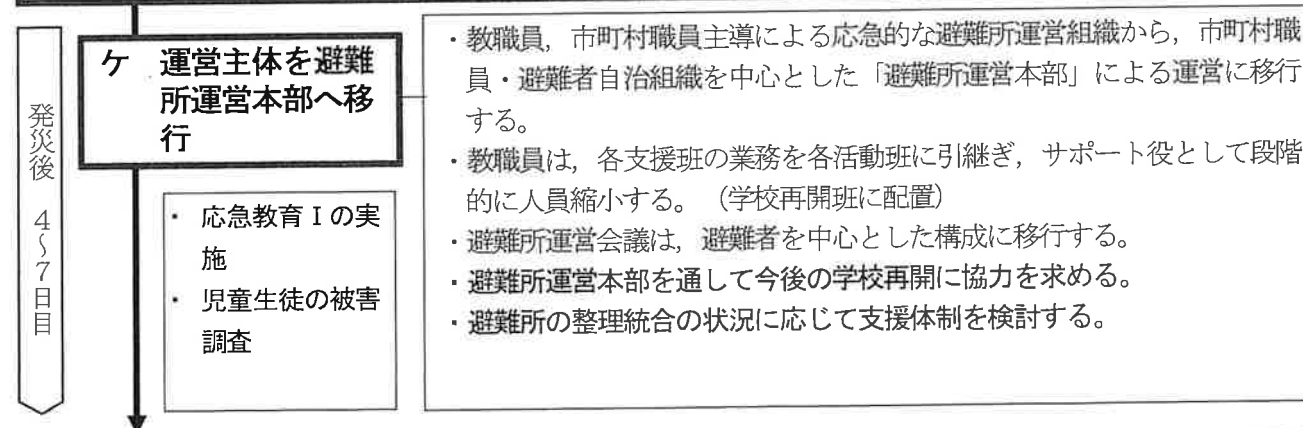 発災後 4~7日目
ケ 運営主体を避難
所運営本部へ移
行
・ 応急教育Ⅰの実
施
・ 児童生徒の被害
調査
・教職員，市町村職員主導による応急的な避難所運営組織から，市町村職
員・避難者自治組織を中心とした「避難所運営本部」による運営に移行
する。
・教職員は，各支援班の業務を各活動班に引継ぎ，サポート役として段階
的に人員縮小する。（学校再開班に配置）
・避難所運営会議は，避難者を中心とした構成に移行する。
・避難所運営本部を通して今後の学校再開に協力を求める。
・避難所の整理統合の状況に応じて支援体制を検討する。